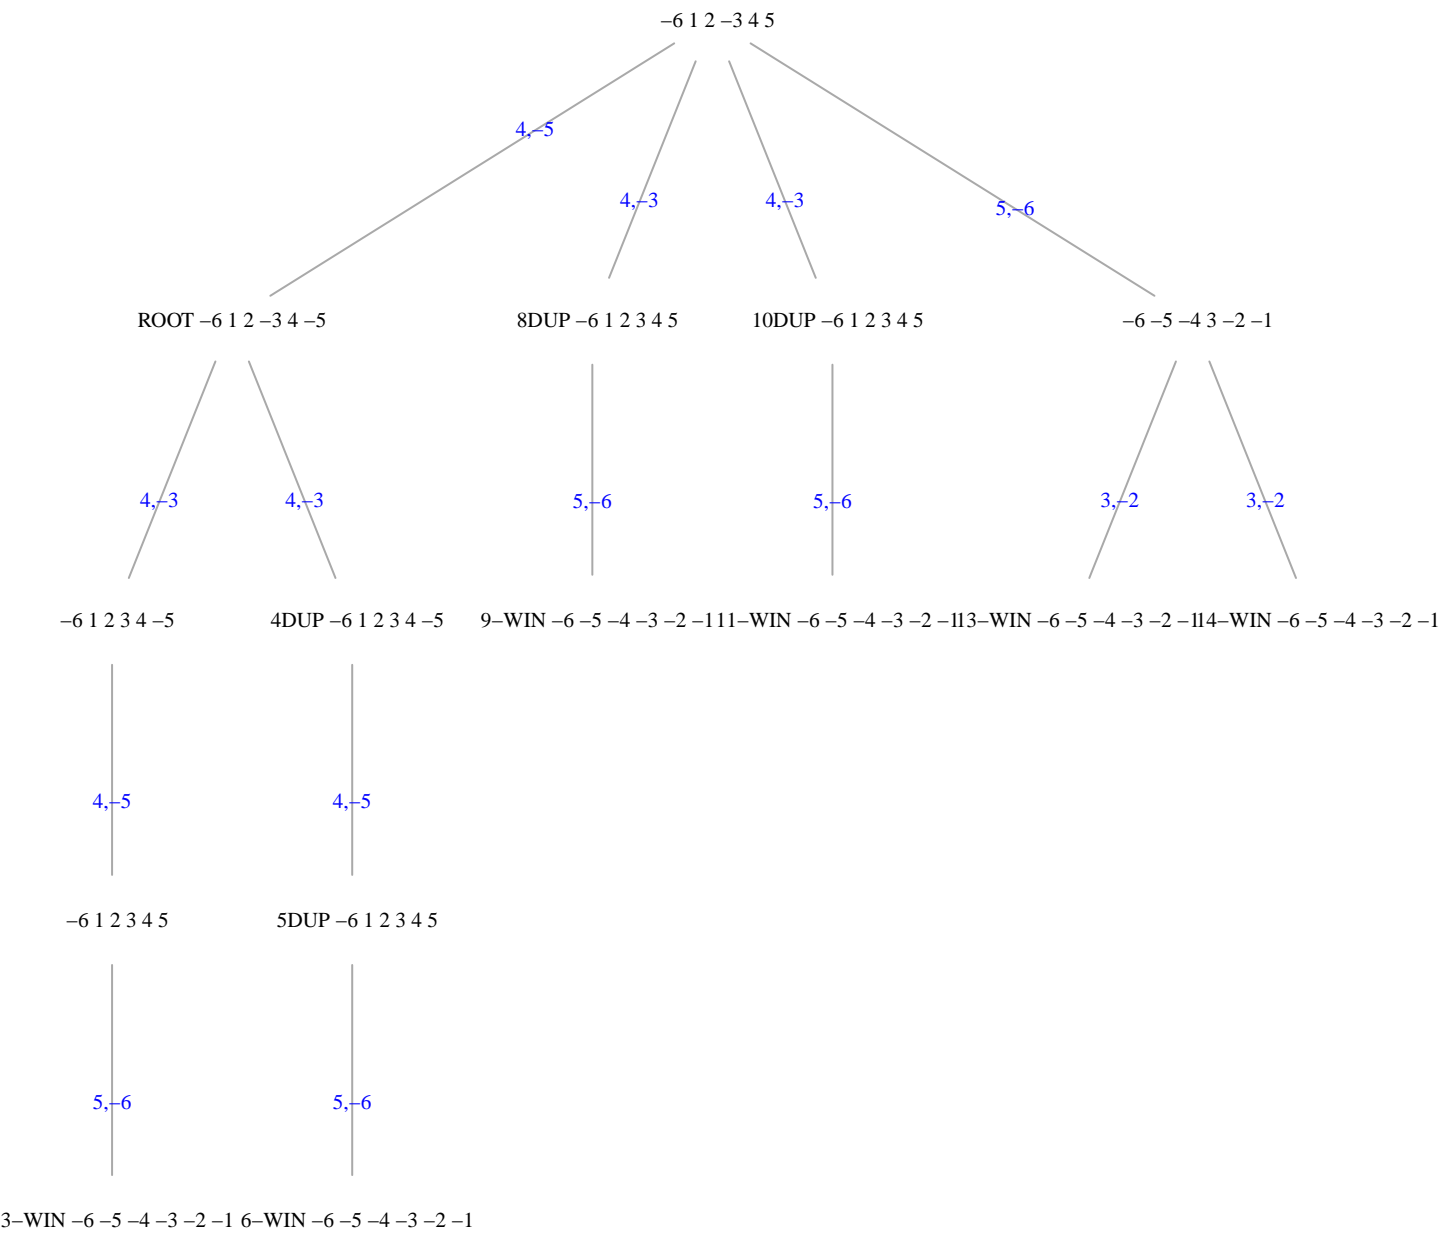 −6 1 2 −3 4 5
4,−5
4,−3
4,−3
5,−6
ROOT −6 1 2 −3 4 −5
8DUP −6 1 2 3 4 5
10DUP −6 1 2 3 4 5
−6 −5 −4 3 −2 −1
4,−3
4,−3
5,−6
5,−6
3,−2
3,−2
−6 1 2 3 4 −5
4DUP −6 1 2 3 4 −5
9−WIN −6 −5 −4 −3 −2 −1
11−WIN −6 −5 −4 −3 −2 −1
13−WIN −6 −5 −4 −3 −2 −1
14−WIN −6 −5 −4 −3 −2 −1
4,−5
4,−5
−6 1 2 3 4 5
5DUP −6 1 2 3 4 5
5,−6
5,−6
3−WIN −6 −5 −4 −3 −2 −1
6−WIN −6 −5 −4 −3 −2 −1